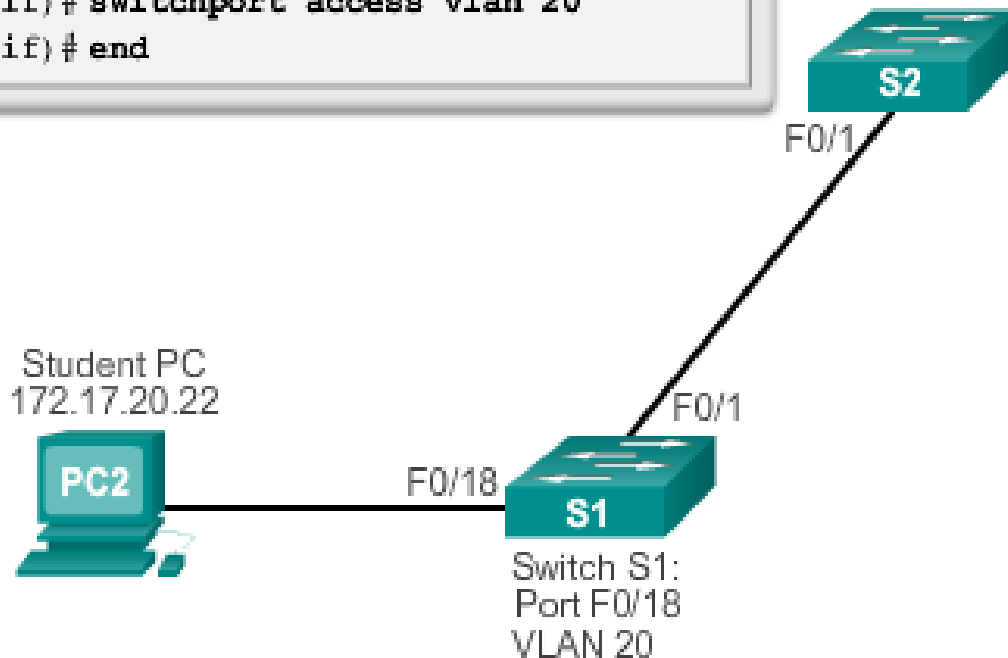 if)# switchport access vlan 20
if)# end
S2
F0/1
Student PC
172.17.20.22
F0/1
PC2
F0/18
S1
Switch S1:
Port F0/18
VLAN 20